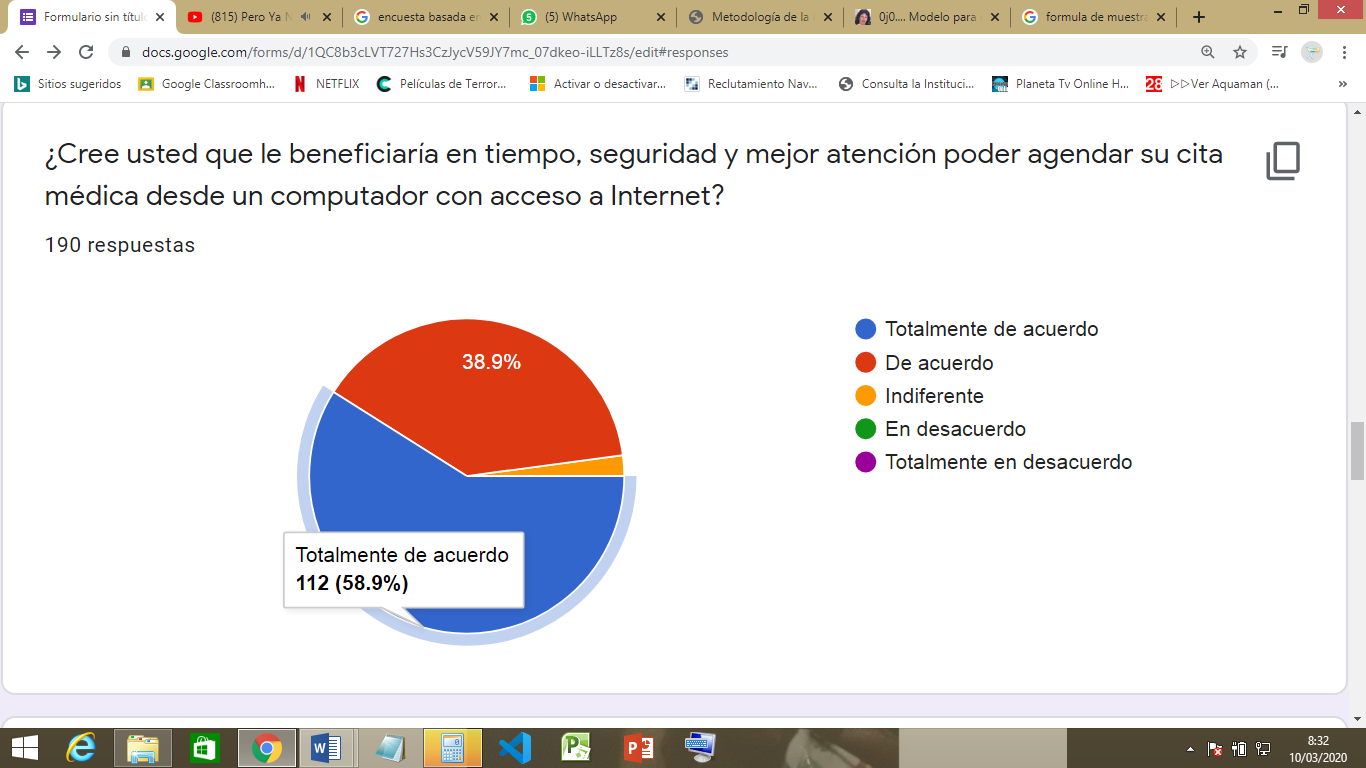 Formulario sin títul
(815) Pero Ya N
encuesta basada en
(5) WhatsApp
Metodología de la
0j0.... Modelo para
formula de muestra
docs.google.com/forms/d/1QC8b3cLVT727Hs3CzJycV59JY7mc_07dkeo-iLLTz8s/edit#responses
Sitios sugeridos
Google Classroomh...
NETFLIX
Películas de Terror...
Activar o desactivar...
Reclutamiento Nav...
Consulta la Instituci...
Planeta Tv Online H...
28
▷▷Ver Aquaman (...
»
¿Cree usted que le beneficiaría en tiempo, seguridad y mejor atención poder agendar su cita
médica desde un computador con acceso a Internet?
190 respuestas
38.9%
Totalmente de acuerdo
112 (58.9%)
Totalmente de acuerdo
De acuerdo
Indiferente
En desacuerdo
Totalmente en desacuerdo
8:32
10/03/2020